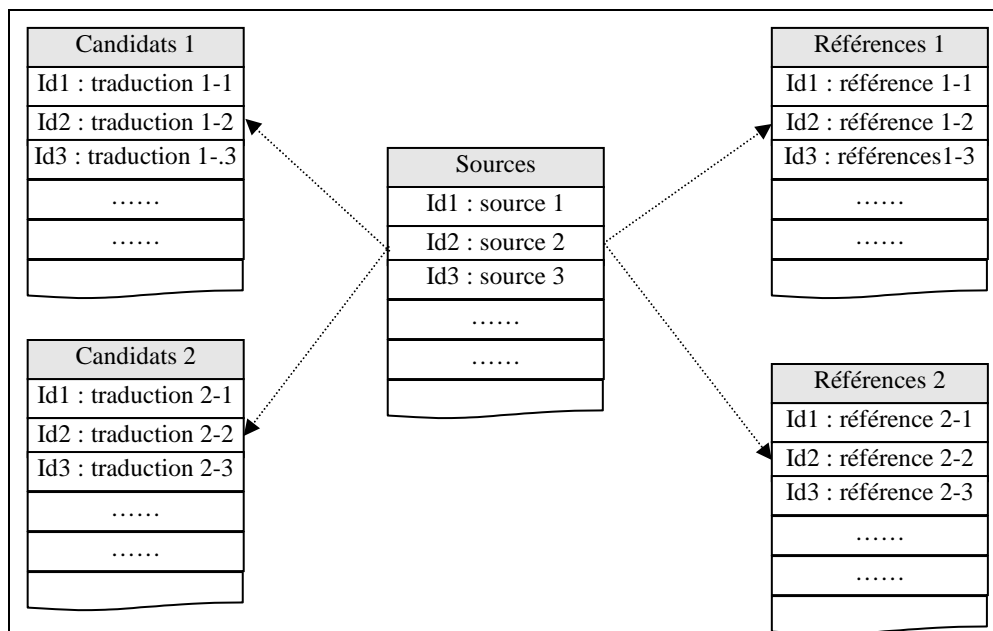 Candidats 1
Id1 : traduction 1-1
Id2 : traduction 1-2
Id3 : traduction 1-.3
……
……
Candidats 2
Id1 : traduction 2-1
Id2 : traduction 2-2
Id3 : traduction 2-3
……
……
Sources
Id1 : source 1
Id2 : source 2
Id3 : source 3
……
……
Références 1
Id1 : référence 1-1
Id2 : référence 1-2
Id3 : références1-3
……
……
Références 2
Id1 : référence 2-1
Id2 : référence 2-2
Id3 : référence 2-3
……
……